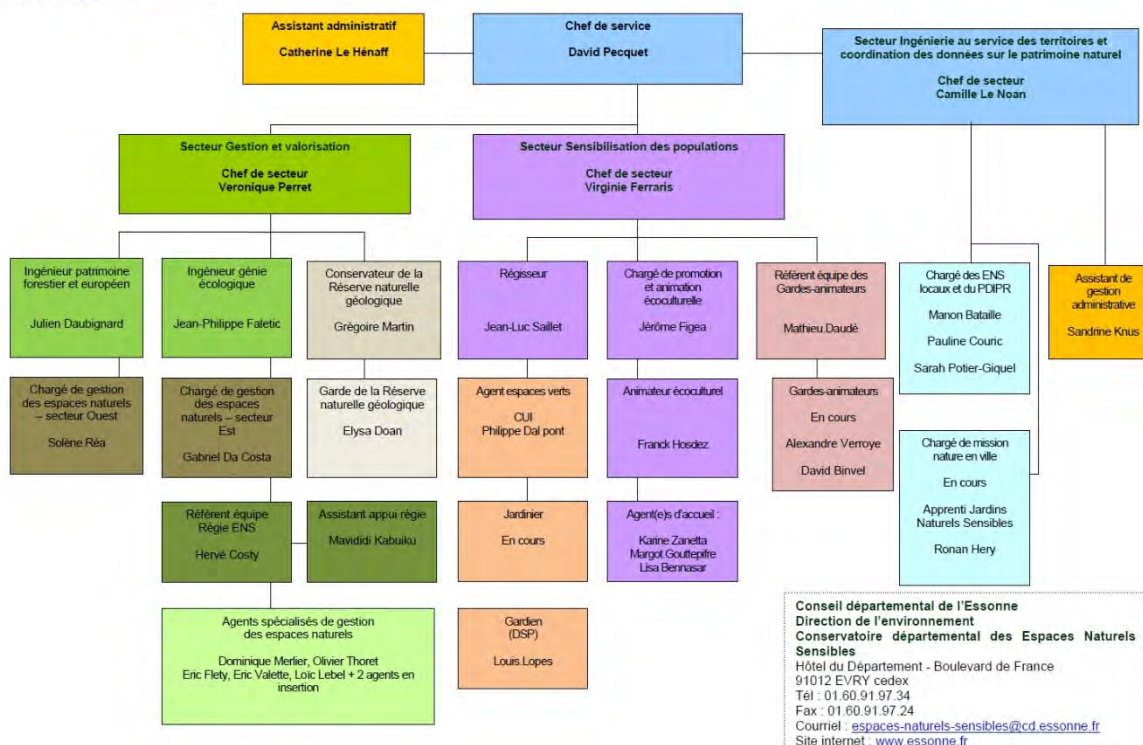 Assistant administratif
Catherine Le Hénaff
Chef de service
David Pecquet
Secteur Ingénierie au service des territoires et
coordination des données sur le patrimoine naturel
Chef de secteur
Camille Le Noan
Secteur Gestion et valorisation
Chef de secteur
Veronique Perret
Secteur Sensibilisation des populations
Chef de secteur
Virginie Ferraris
Ingénieur patrimoine
forestier et européen
Julien Daubignard
Ingénieur génie
écologique
Jean-Philippe Faletic
Conservateur de la
Réserve naturelle
géologique
Grégoire Martin
Régisseur
Jean-Luc Saillet
Chargé de promotion
et animation
écoculturelle
Jérôme Figea
Référent équipe des
Gardes-animateurs
Mathieu Daudé
Chargé des ENS
locaux et du PDIPR
Manon Bataille
Pauline Couric
Sarah Potier-Giquel
Assistant de
gestion
administrative
Sandrine Knus
Chargé de gestion
des espaces naturels
– secteur Ouest
Solène Réa
Chargé de gestion
des espaces
naturels – secteur
Est
Gabriel Da Costa
Garde de la Réserve
naturelle géologique
Elysa Doan
Agent espaces verts
CUI
Philippe Dal pont
Animateur écoculturel
Franck Hosdez
Gardes-animateurs
En cours
Alexandre Verroye
David Binvel
Chargé de mission
nature en ville
En cours
Apprenti Jardins
Naturels Sensibles
Ronan Hery
Référent équipe
Régie ENS
Hervé Costy
Assistant appui régie
Mavididi Kabuiku
Jardinier
En cours
Agent(e)s d'accueil :
Karine Zanetta
Margot Gouttepifre
Lisa Bennasar
Agents spécialisés de gestion
des espaces naturels
Dominique Merlier, Olivier Thoret
Eric Flety, Eric Valette, Loïc Lebel + 2 agents en
insertion
Gardien
(DSP)
Louis Lopes
Conseil départemental de l'Essonne
Direction de l'environnement
Conservatoire départemental des Espaces Naturels
Sensibles
Hôtel du Département - Boulevard de France
91012 EVRY cedex
Tél : 01.60.91.97.34
Fax : 01.60.91.97.24
Courriel : espaces-naturels-sensibles@cd.essonne.fr
Site internet : www.essonne.fr